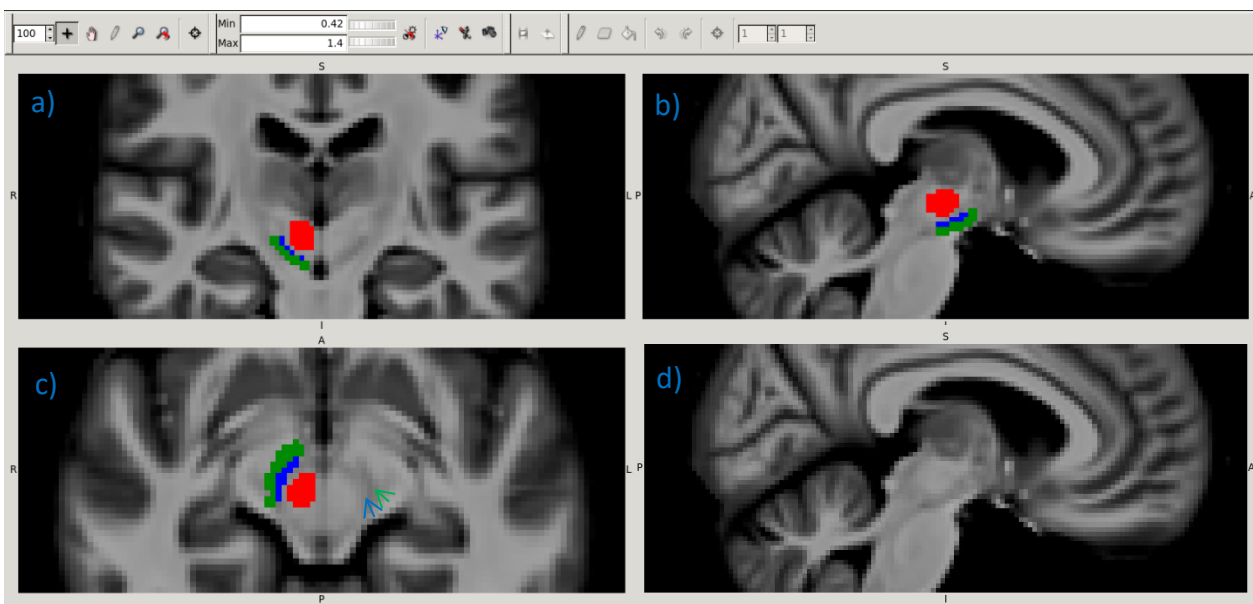 100 Min 0.42 1 1
Max 1.4
S S
a) b)
R L P A
I I
A S
c) d)
R L P A
P I